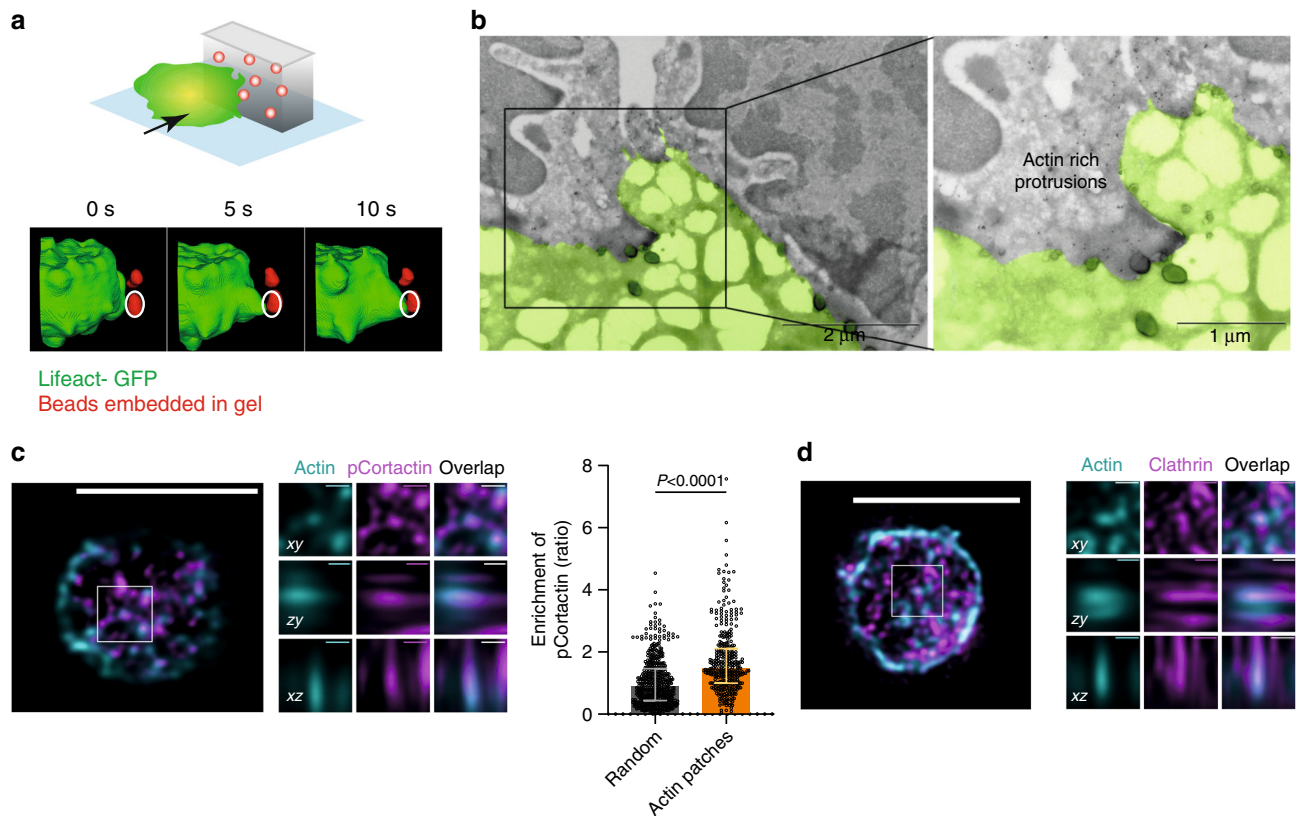 a
0 s
5 s
10 s
Lifeact- GFP
Beads embedded in gel
b
2 μm
Actin rich
protrusions
1 μm
c
Actin
pCortactin
Overlap
xy
zy
xz
Enrichment of
pCortactin (ratio)
8
6
4
2
0
P<0.0001
Random
Actin patches
d
Actin
Clathrin
Overlap
xy
zy
xz